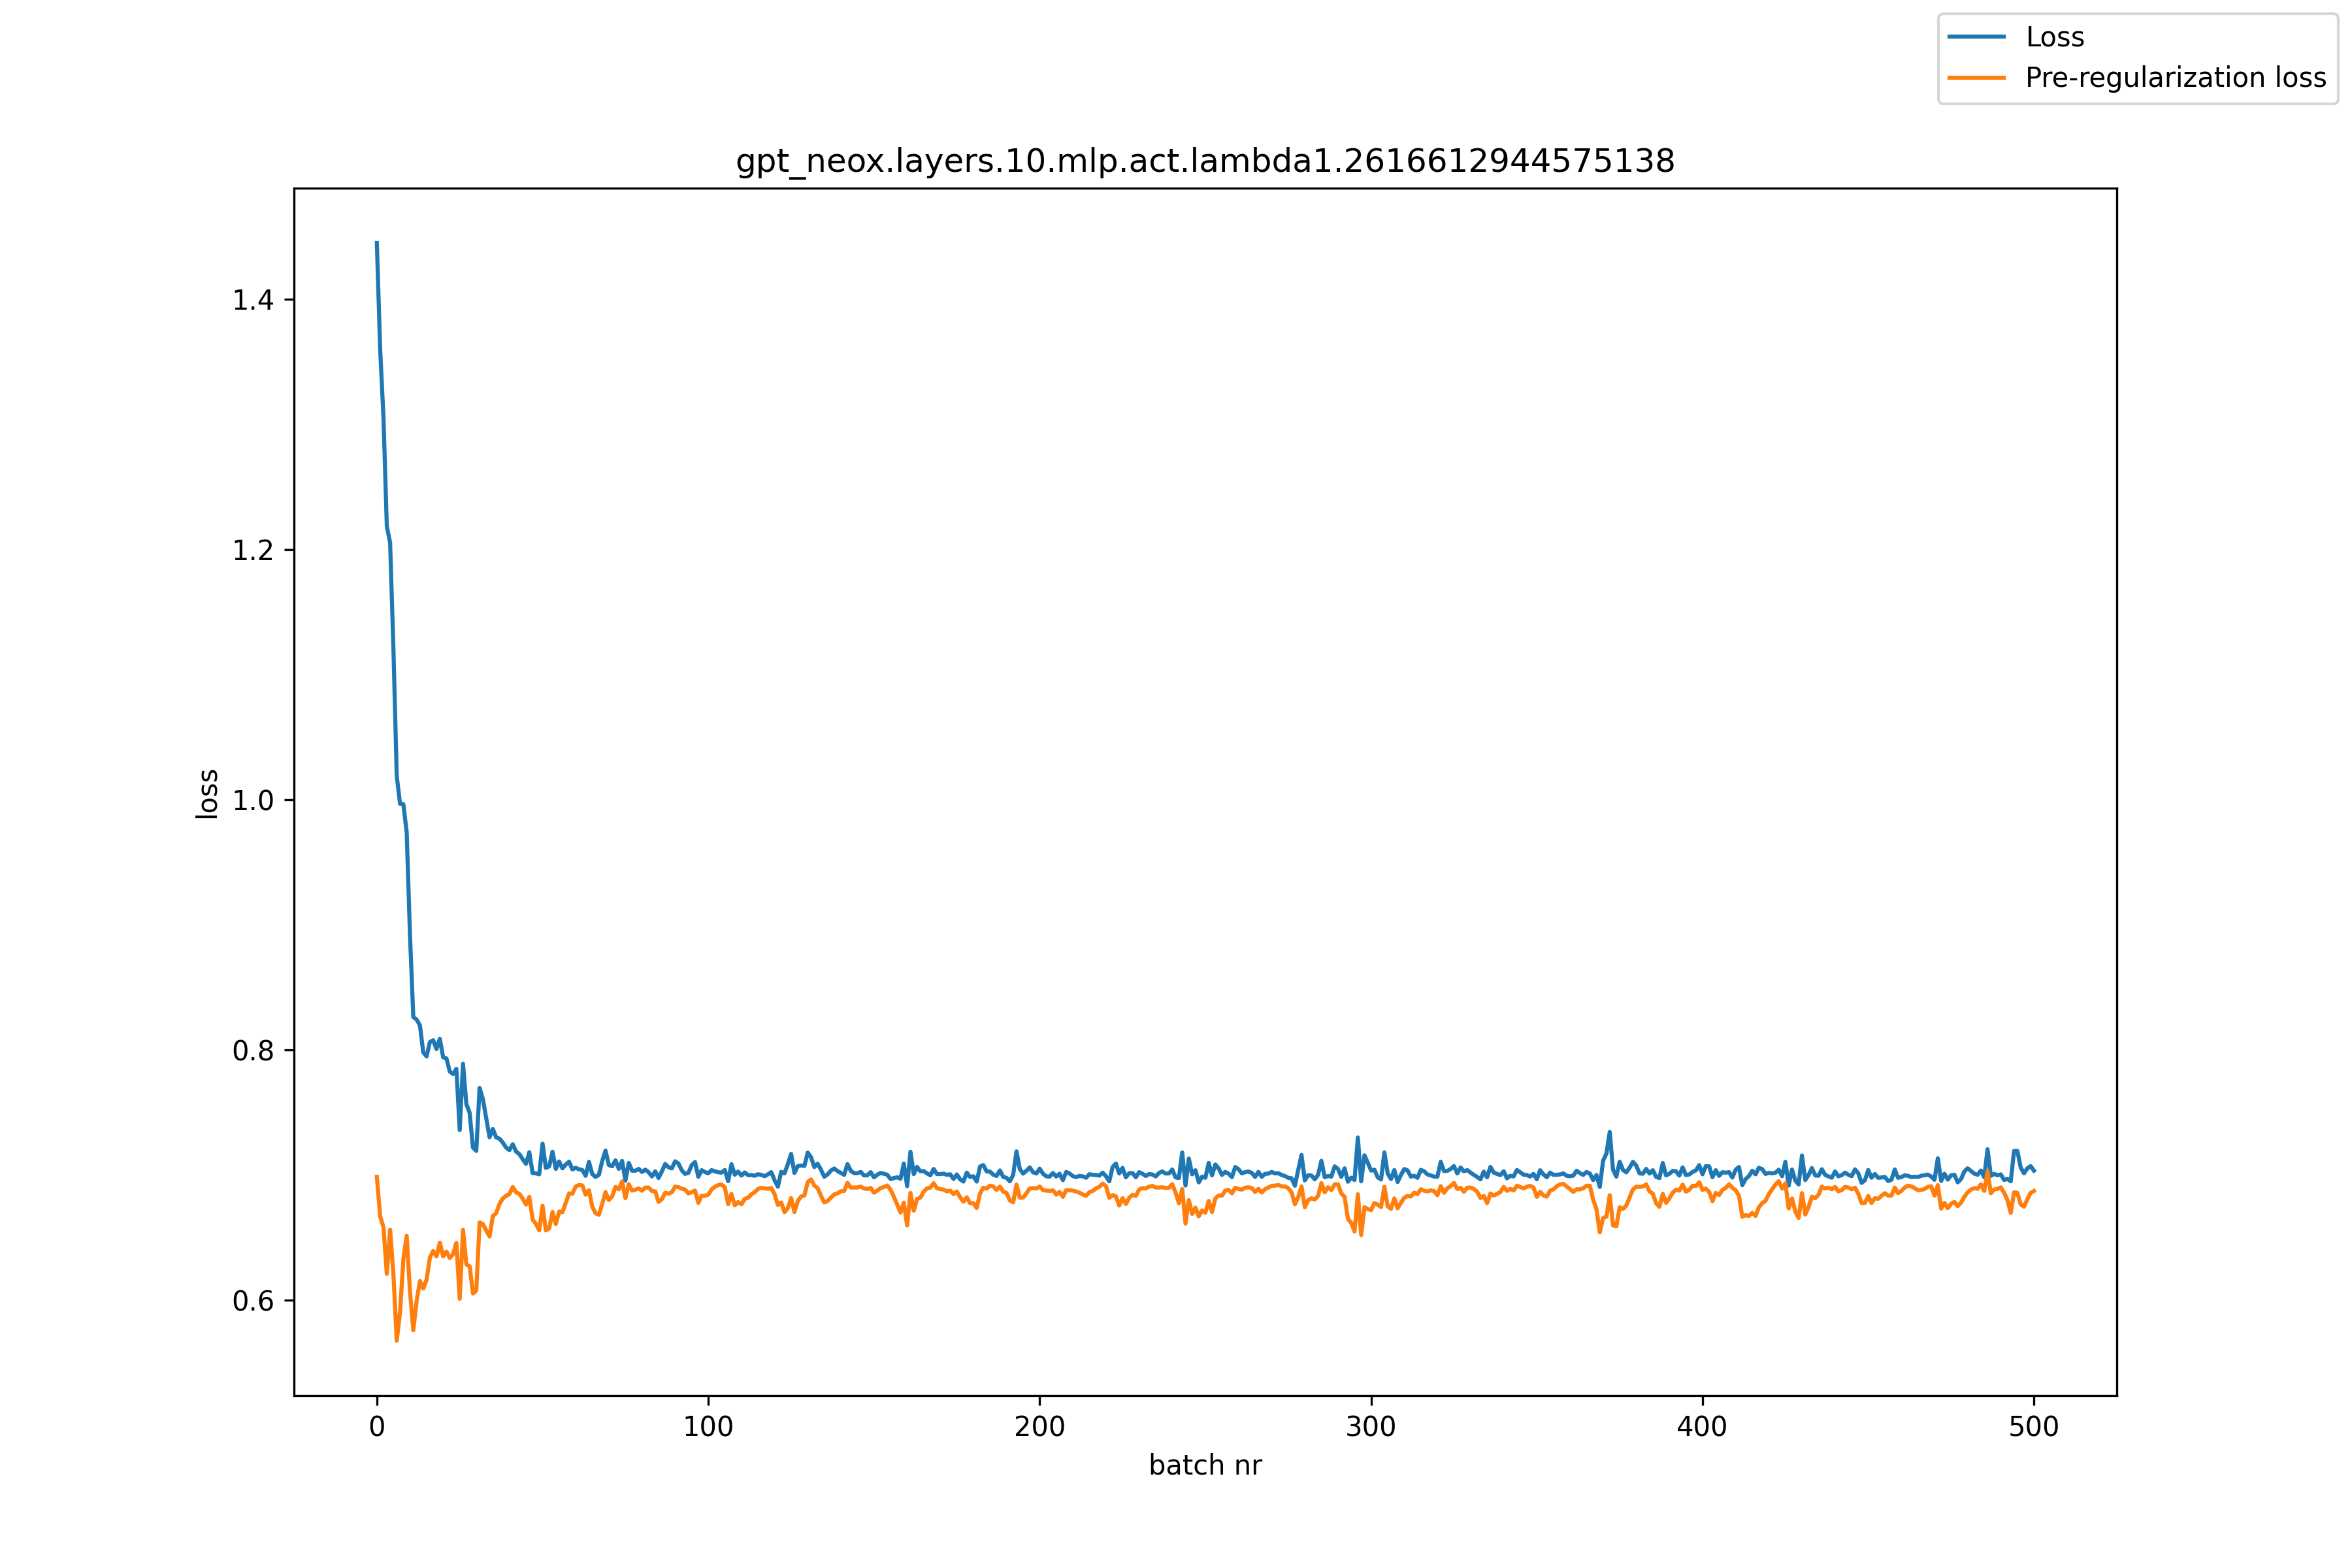 Loss
Pre-regularization loss
gpt_neox.layers.10.mlp.act.lambda1.2616612944575138
1.4
1.2
1.0
0.8
0.6
loss
0 100 200 300 400 500
batch nr